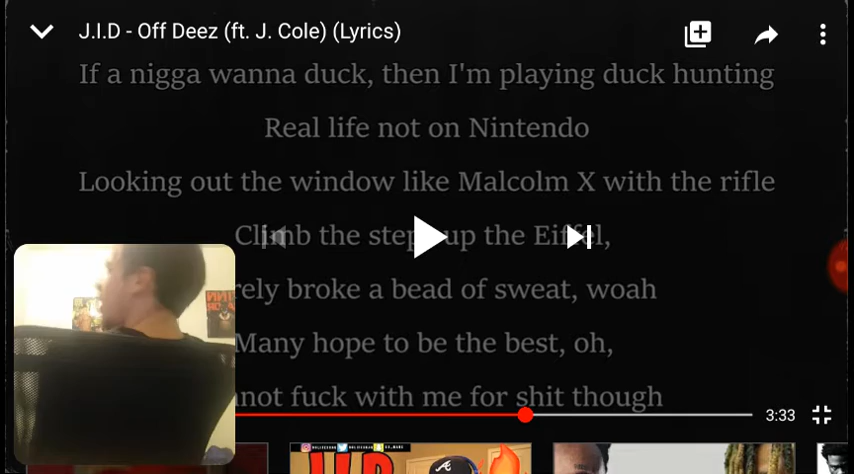 J.I.D - Off Deez (ft. J. Cole) (Lyrics)
If a nigga wanna duck, then I'm playing duck hunting
Real life not on Nintendo
Looking out the window like Malcolm X with the rifle
Climb the steps up the Eiffel,
rely broke a bead of sweat, woah
Many hope to be the best, oh,
not fuck with me for shit though
3:33